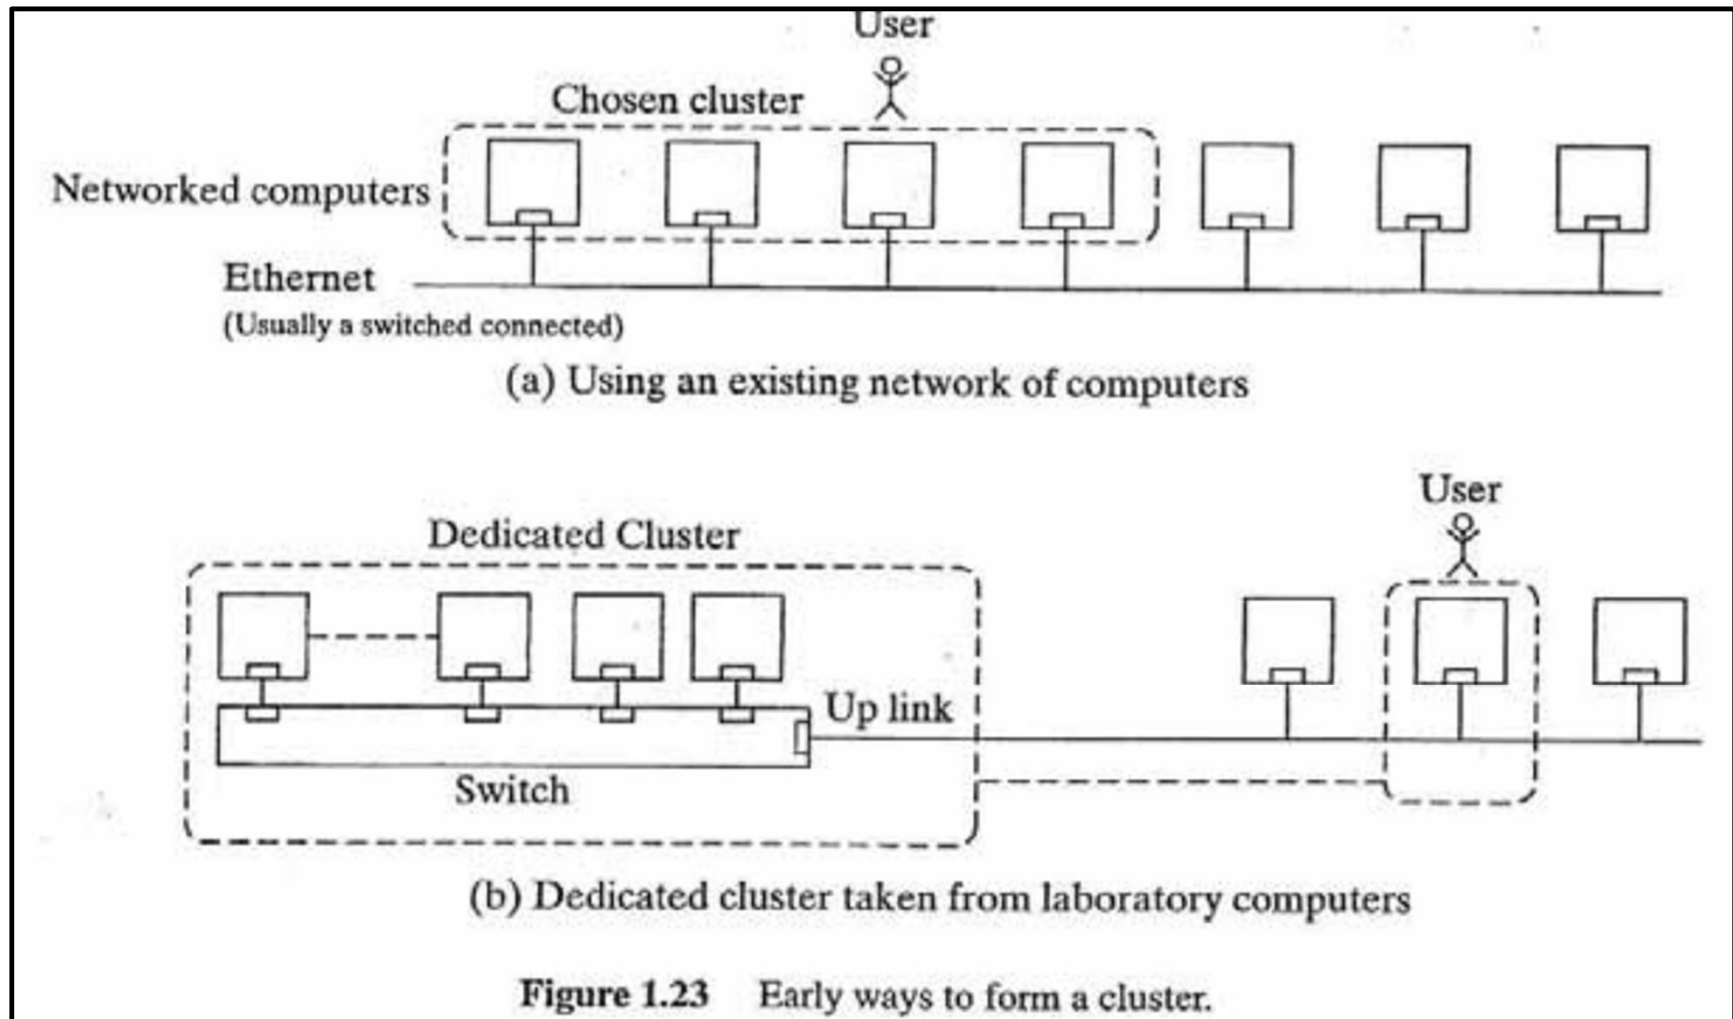 User
Chosen cluster
Networked computers
Ethernet
(Usually a switched connected)
(a) Using an existing network of computers
User
Dedicated Cluster
Up link
Switch
(b) Dedicated cluster taken from laboratory computers
Figure 1.23 Early ways to form a cluster.